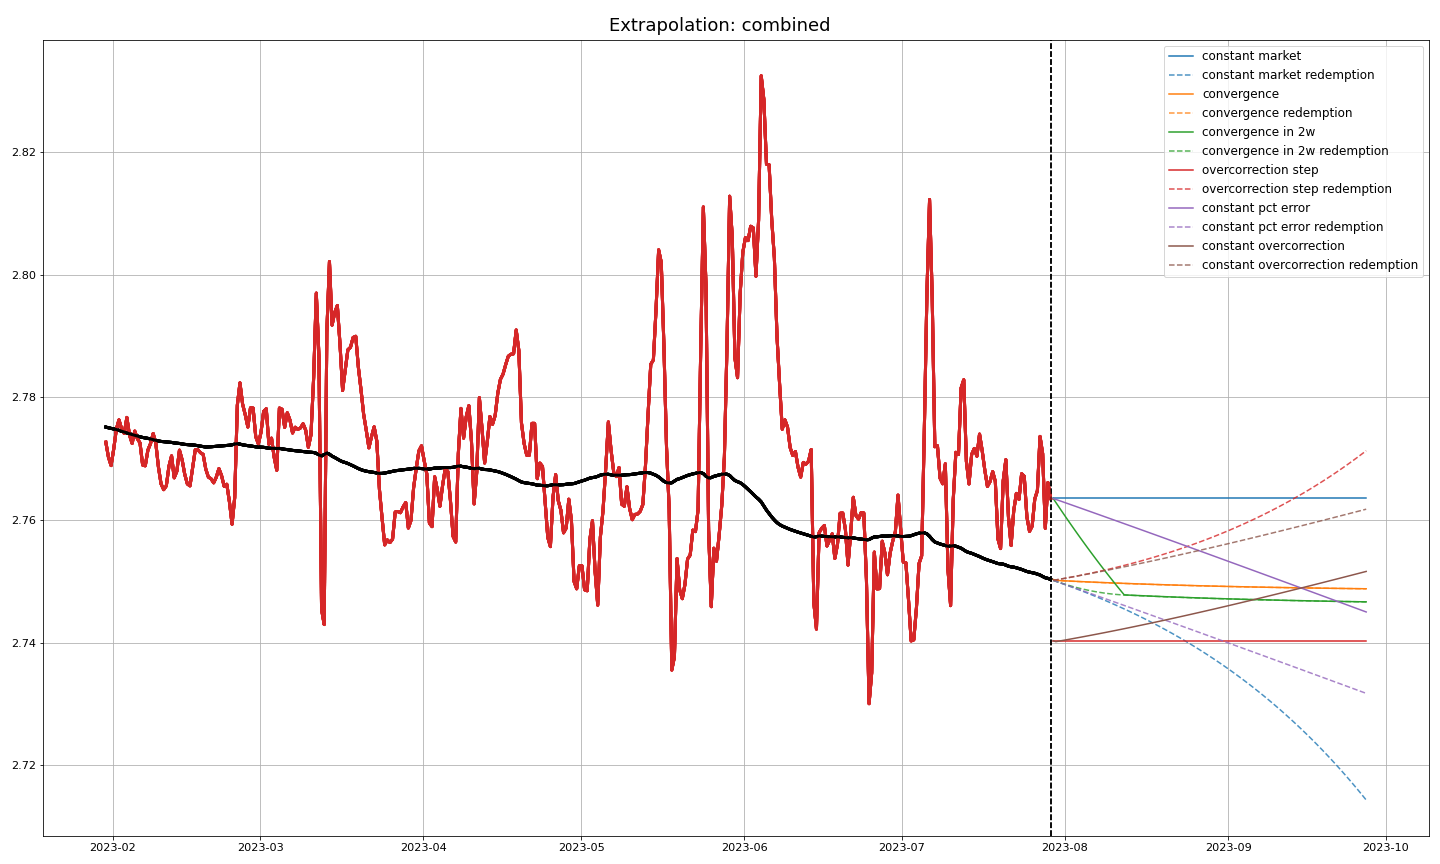 Extrapolation: combined
constant market
constant market redemption
convergence
convergence redemption
convergence in 2w
convergence in 2w redemption
overcorrection step
overcorrection step redemption
constant pct error
constant pct error redemption
constant overcorrection
constant overcorrection redemption
2.82
2.80
2.78
2.76
2.74
2.72
2023-02 2023-03 2023-04 2023-05 2023-06 2023-07 2023-08 2023-09 2023-10